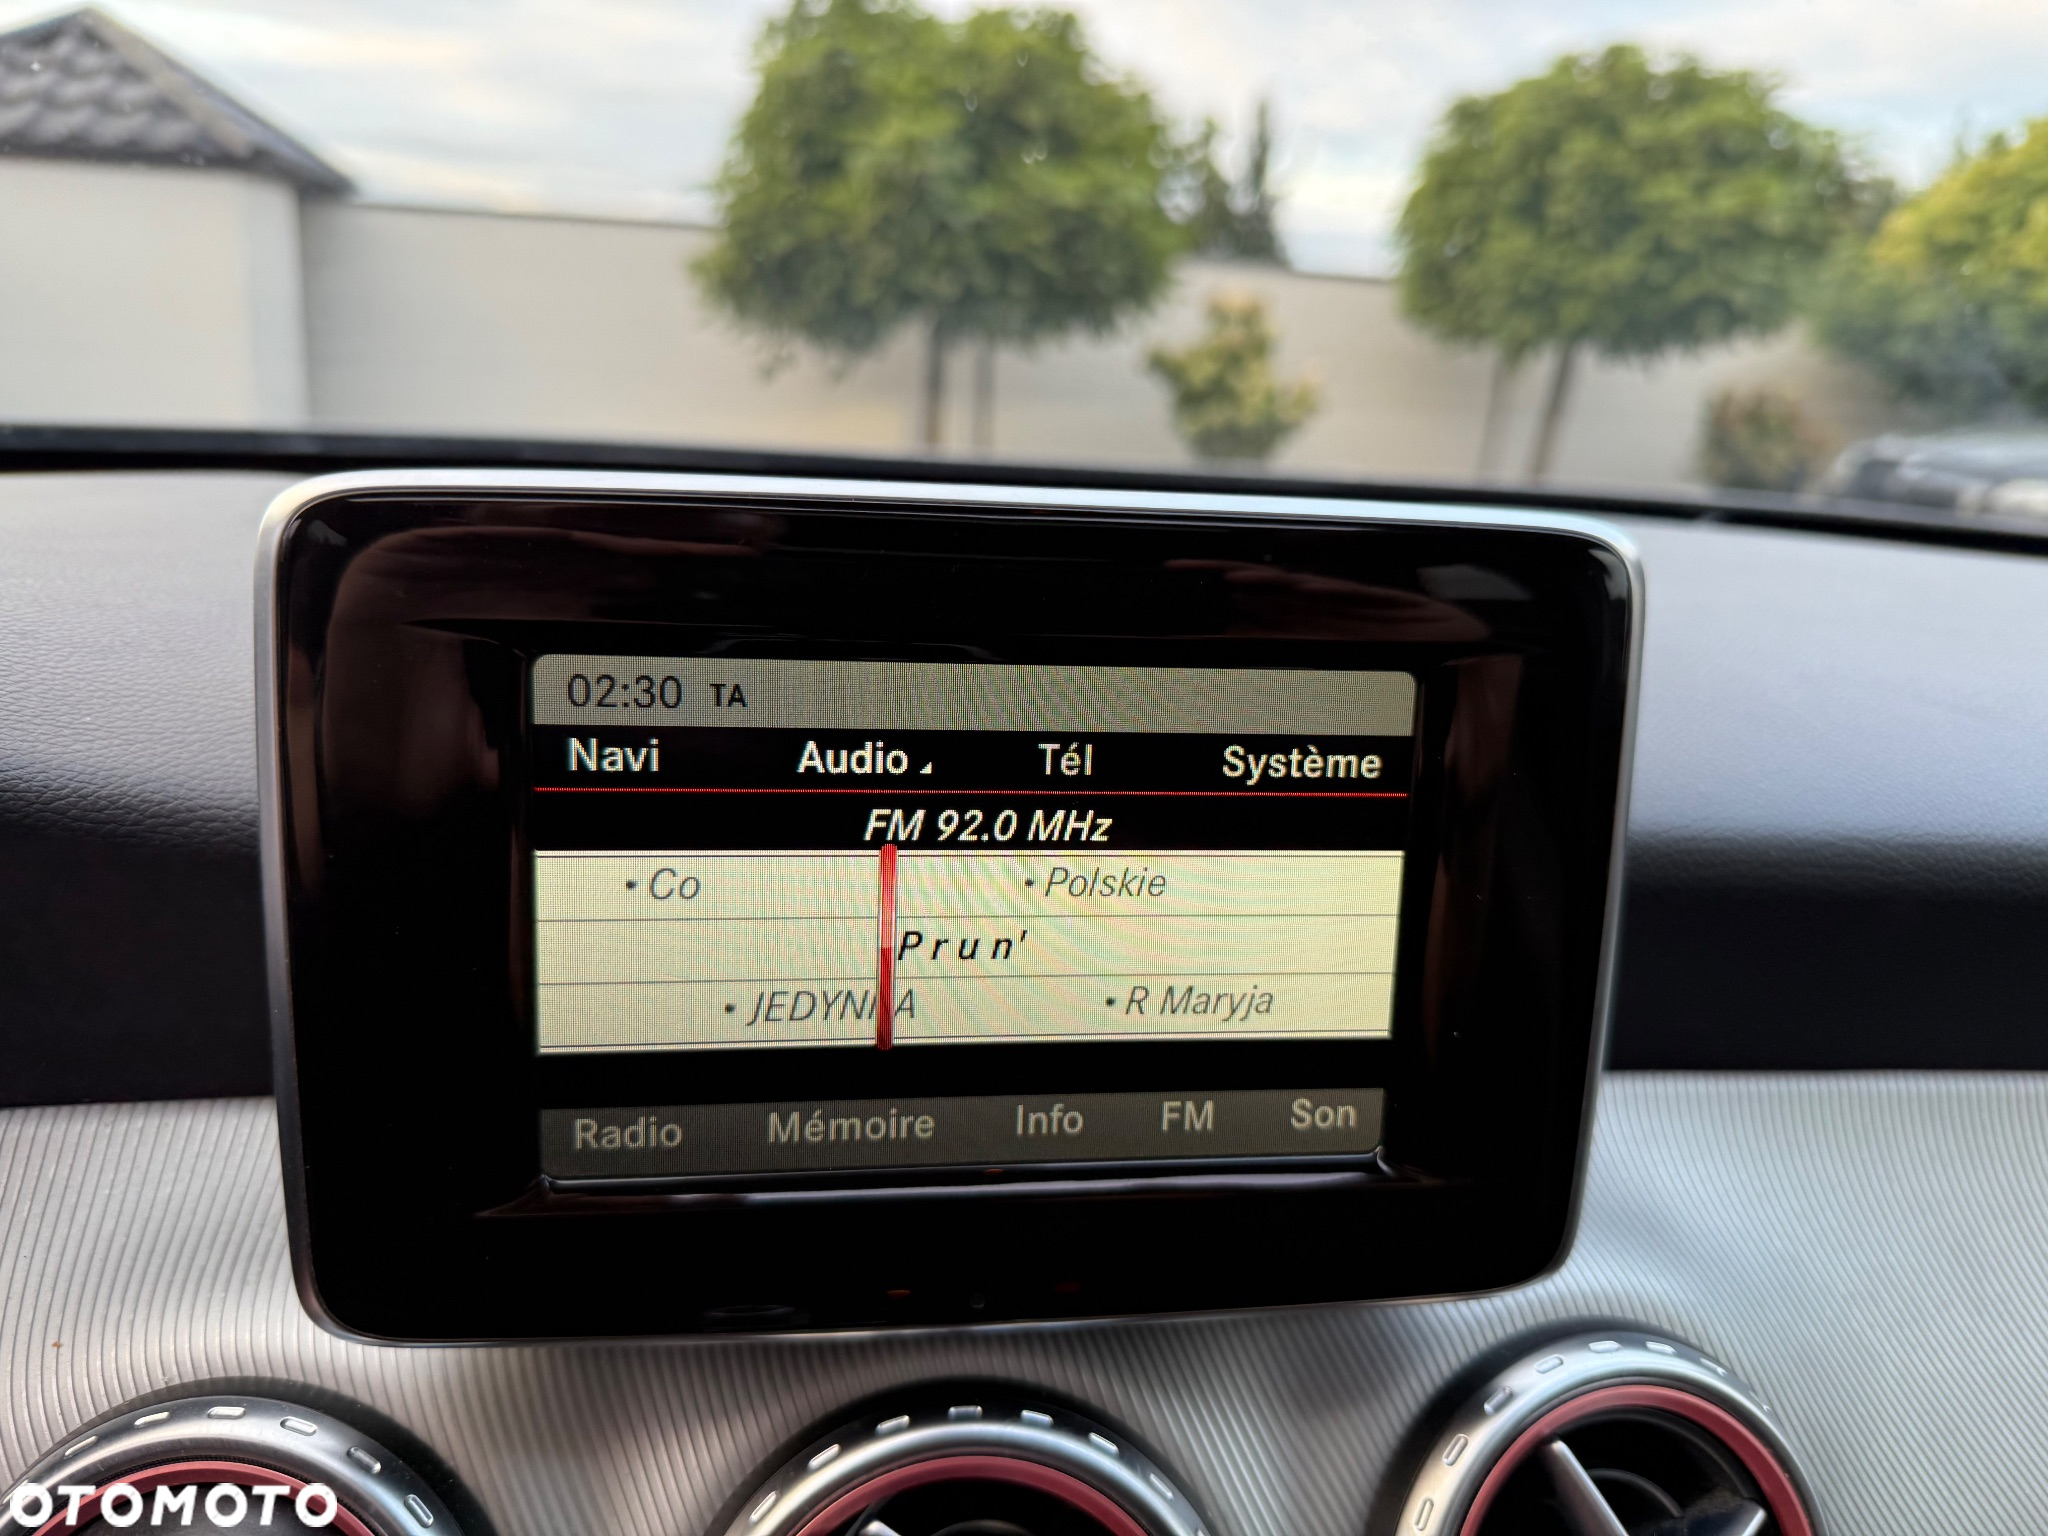 02:30 TA
Navi Audio Tél Système
FM 92.0 MHz
• Co • Polskie
Prun'
• JEDYNKA • R Maryja
Radio Mémoire Info FM Son
OTOMOTO